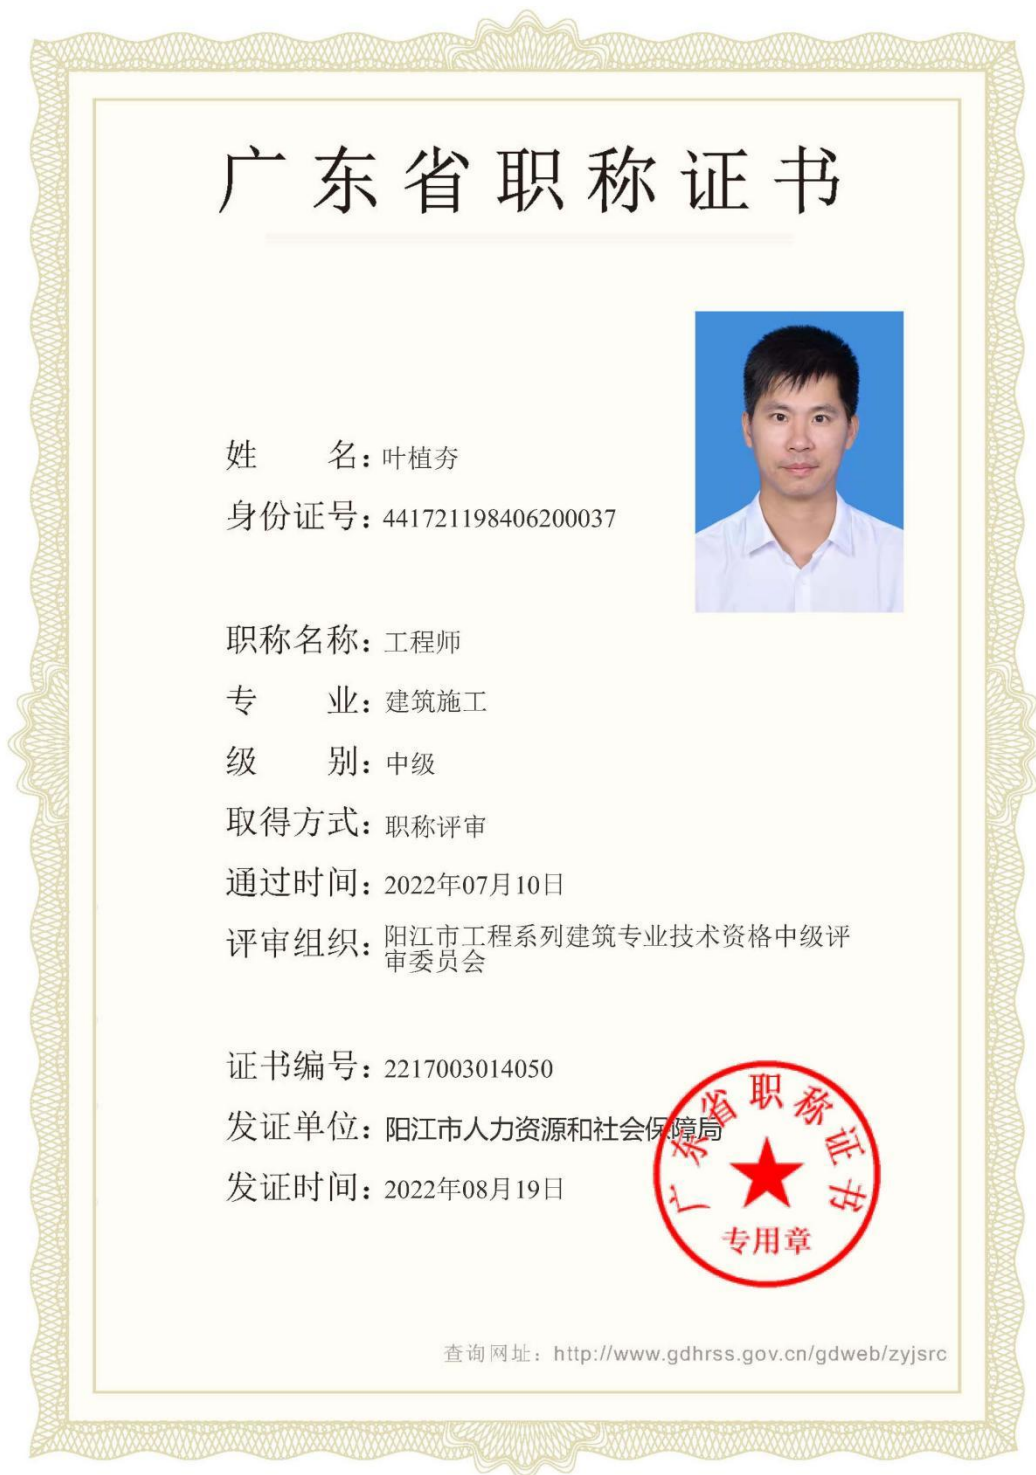 广东省职称证书
姓 名：叶植夯
身份证号：441721198406200037
职称名称：工程师
专 业：建筑施工
级 别：中级
取得方式：职称评审
通过时间：2022年07月10日
评审组织：阳江市工程系列建筑专业技术资格中级评
审委员会
证书编号：2217003014050
发证单位：阳江市人力资源和社会保障局
发证时间：2022年08月19日
广东省职称证书
专用章
查询网址：http://www.gdhrss.gov.cn/gdweb/zyjsrc